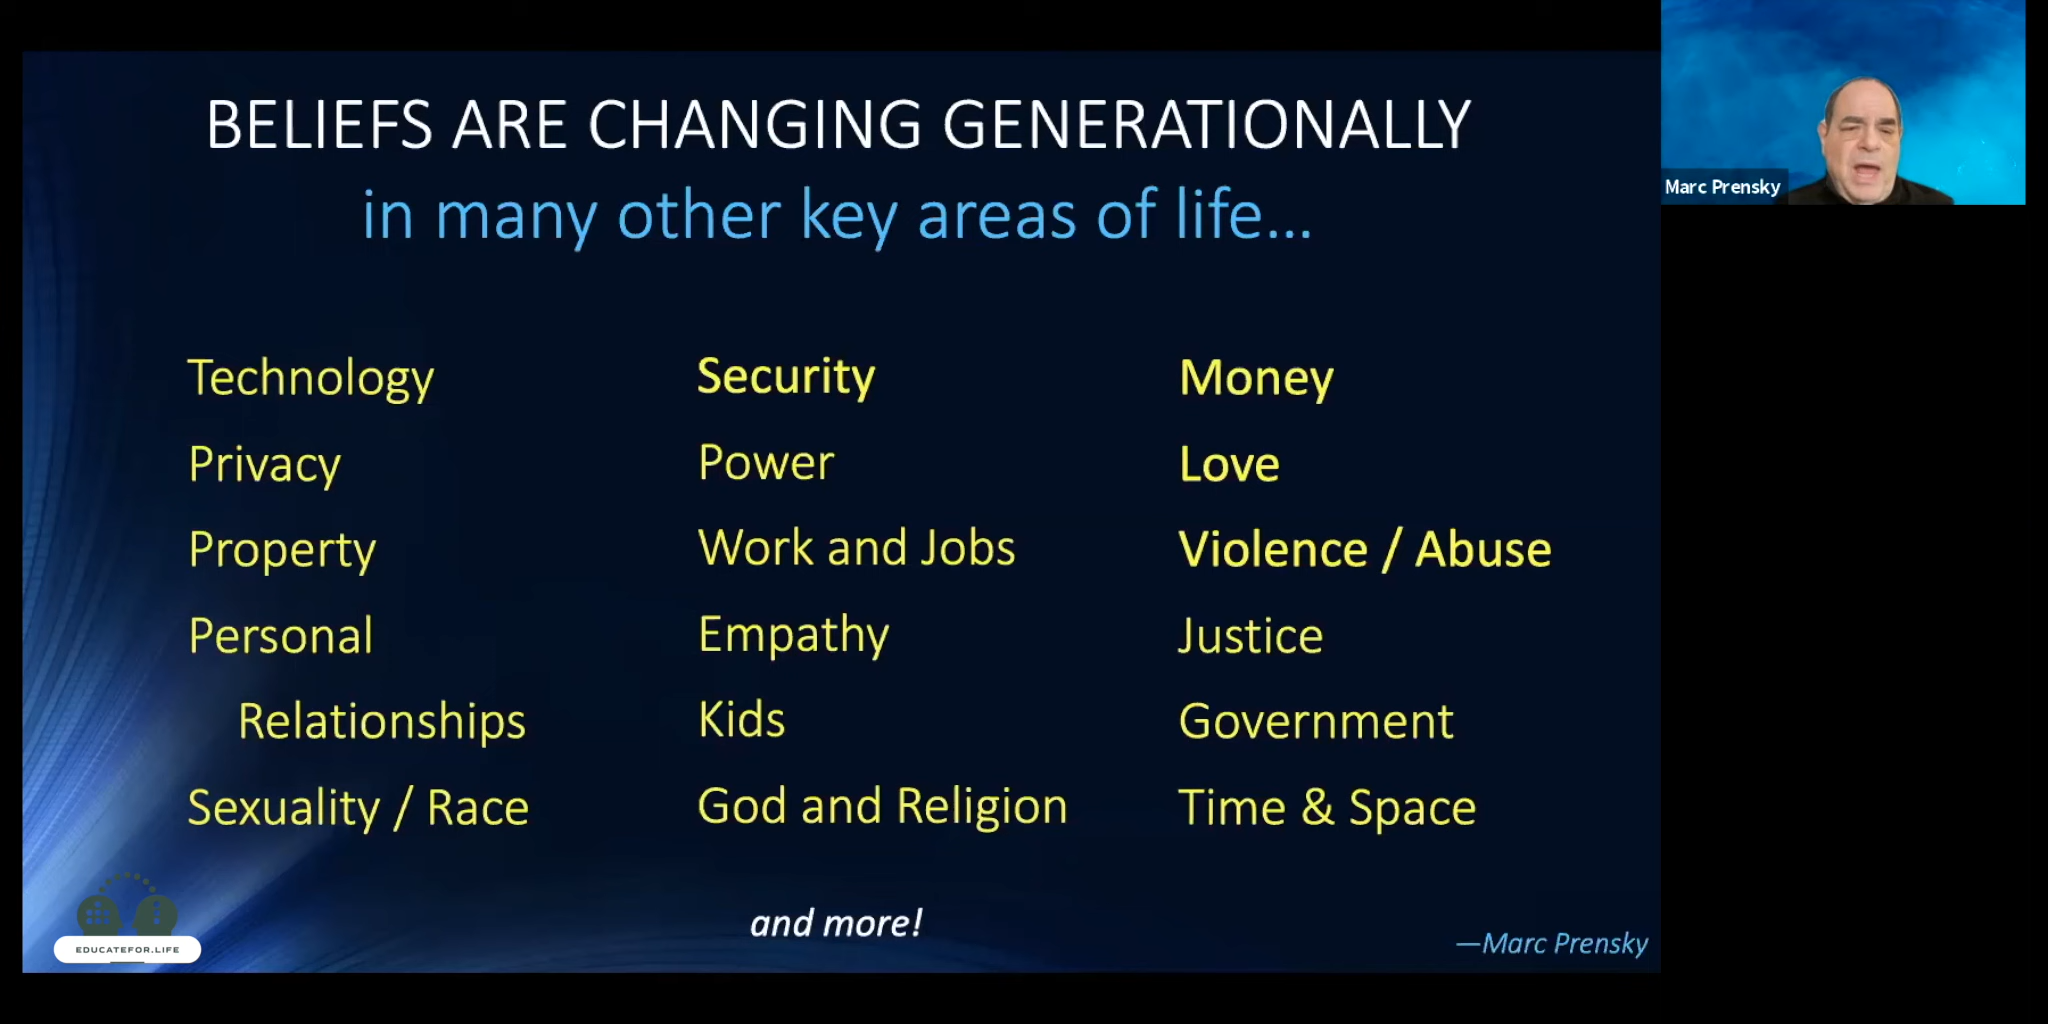 BELIEFS ARE CHANGING GENERATIONALLY
in many other key areas of life...
Technology
Privacy
Property
Personal
Relationships
Sexuality / Race
Security
Power
Work and Jobs
Empathy
Kids
God and Religion
Money
Love
Violence / Abuse
Justice
Government
Time & Space
and more!
—Marc Prensky
EDUCATEFOR.LIFE
Marc Prensky